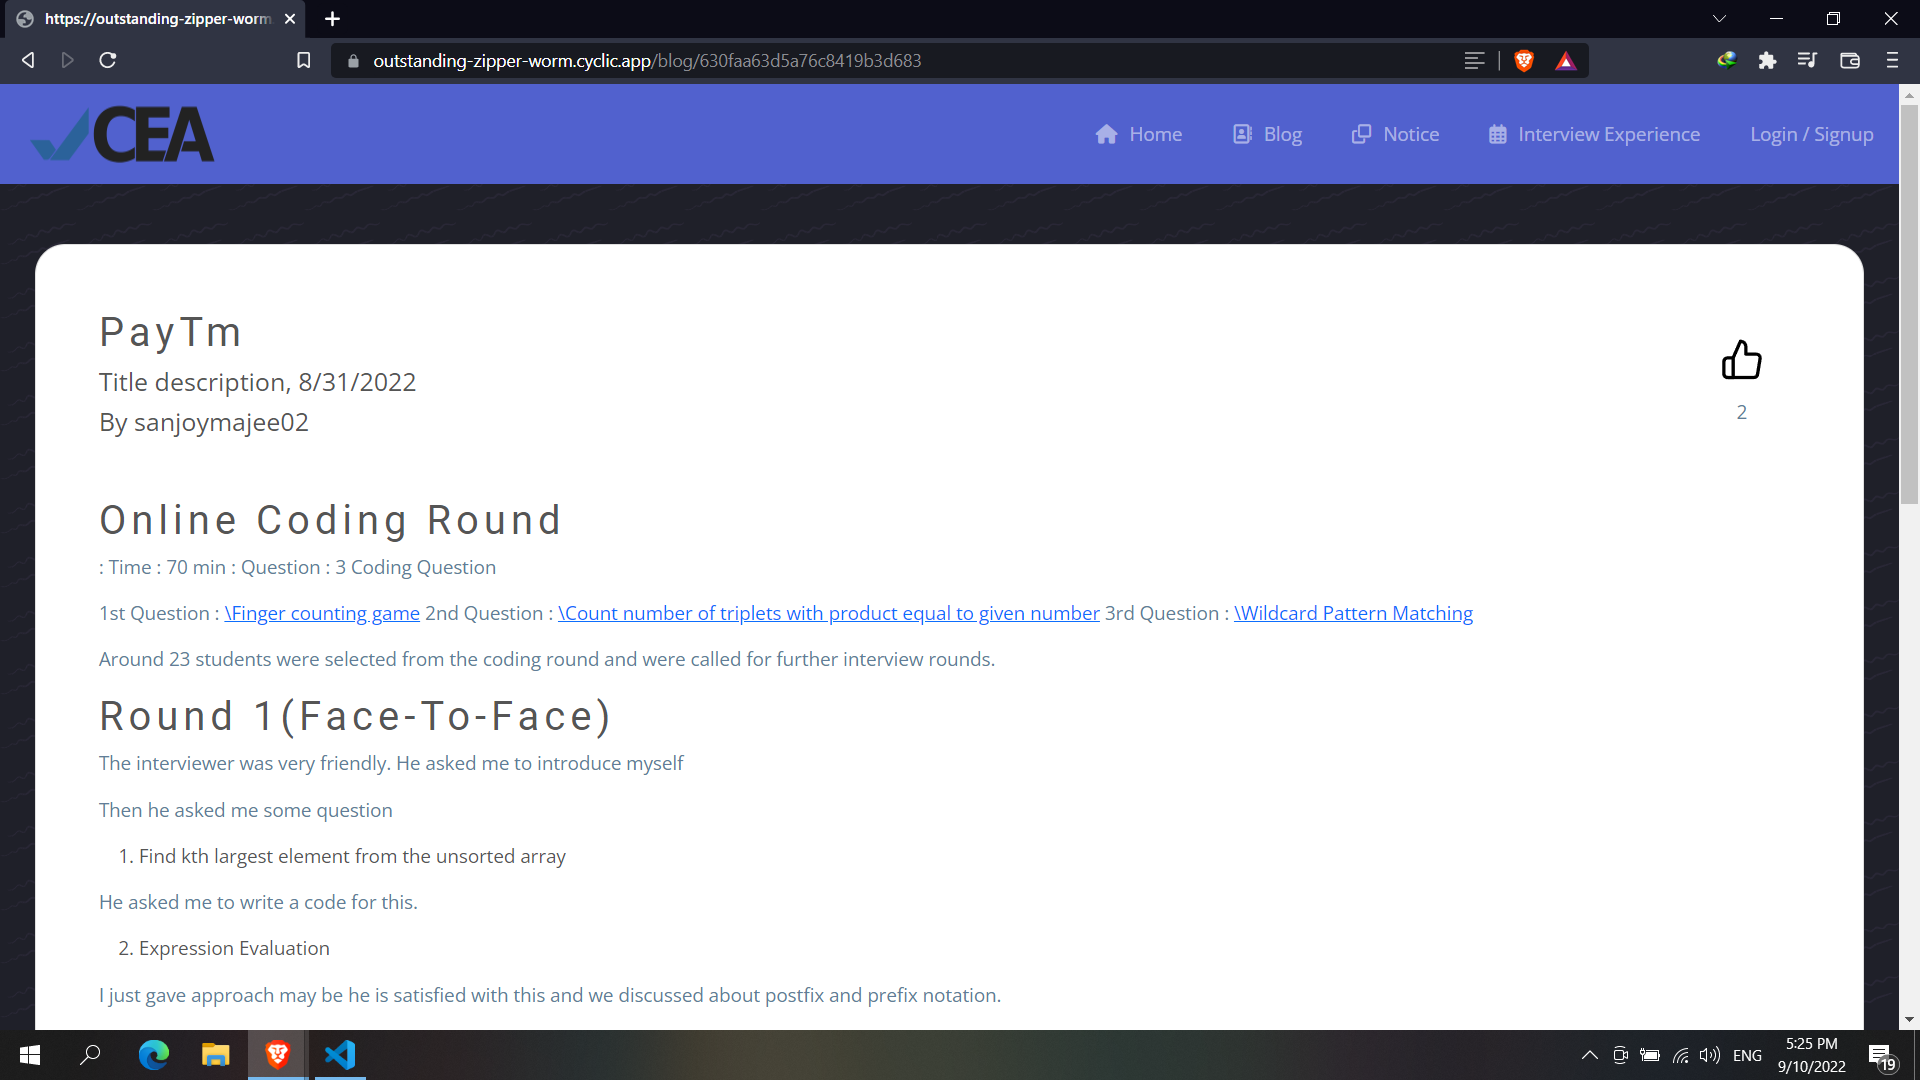 https://outstanding-zipper-worm
outstanding-zipper-worm.cyclic.app/blog/630faa63d5a76c8419b3d683
CEA
Home
Blog
Notice
Interview Experience
Login / Signup
PayTm
Title description, 8/31/2022
By sanjoymajee02
2
Online Coding Round
: Time : 70 min : Question : 3 Coding Question
1st Question : \Finger counting game 2nd Question : \Count number of triplets with product equal to given number 3rd Question : \Wildcard Pattern Matching
Around 23 students were selected from the coding round and were called for further interview rounds.
Round 1(Face-To-Face)
The interviewer was very friendly. He asked me to introduce myself
Then he asked me some question
1. Find kth largest element from the unsorted array
He asked me to write a code for this.
2. Expression Evaluation
I just gave approach may be he is satisfied with this and we discussed about postfix and prefix notation.
ENG
5:25 PM
9/10/2022
19